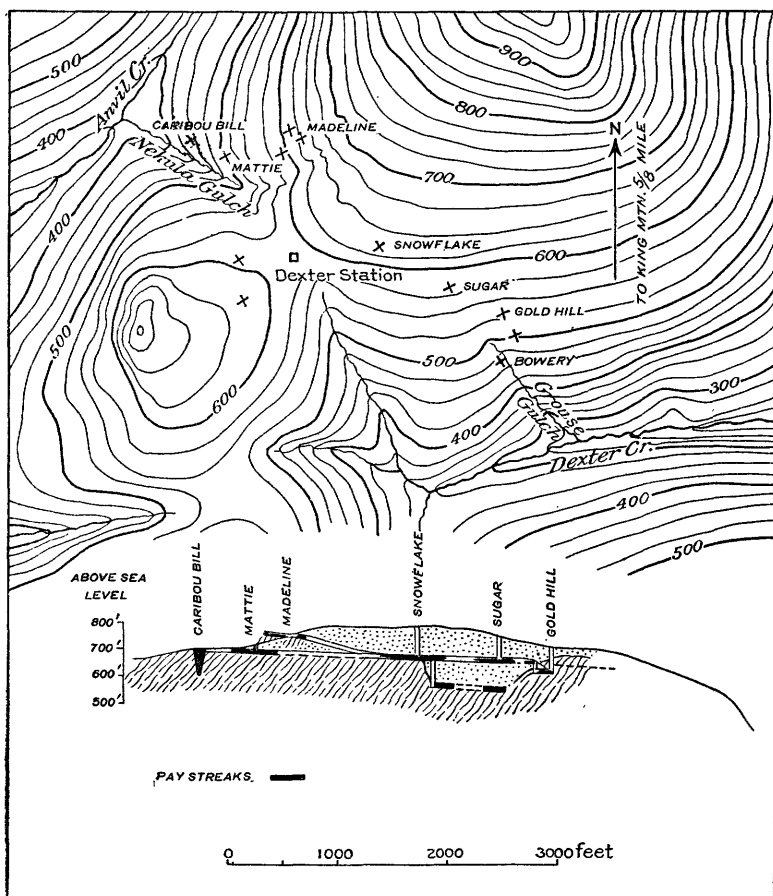 900
500
Anvil Cr.
800
400
CARIBOU BILL
MADELINE
N
Nekula Gulch
MATTIE
700
TO KING MTN. 5/8 MILE
400
SNOWFLAKE
600
Dexter Station
SUGAR
GOLD HILL
500
500
BOWERY
300
600
Grouse Gulch
400
Dexter Cr.
400
500
ABOVE SEA
LEVEL
CARIBOU BILL
MATTIE
MADELINE
SNOWFLAKE
SUGAR
GOLD HILL
800'
700'
600'
500'
PAY STREAKS
0 1000 2000 3000 feet